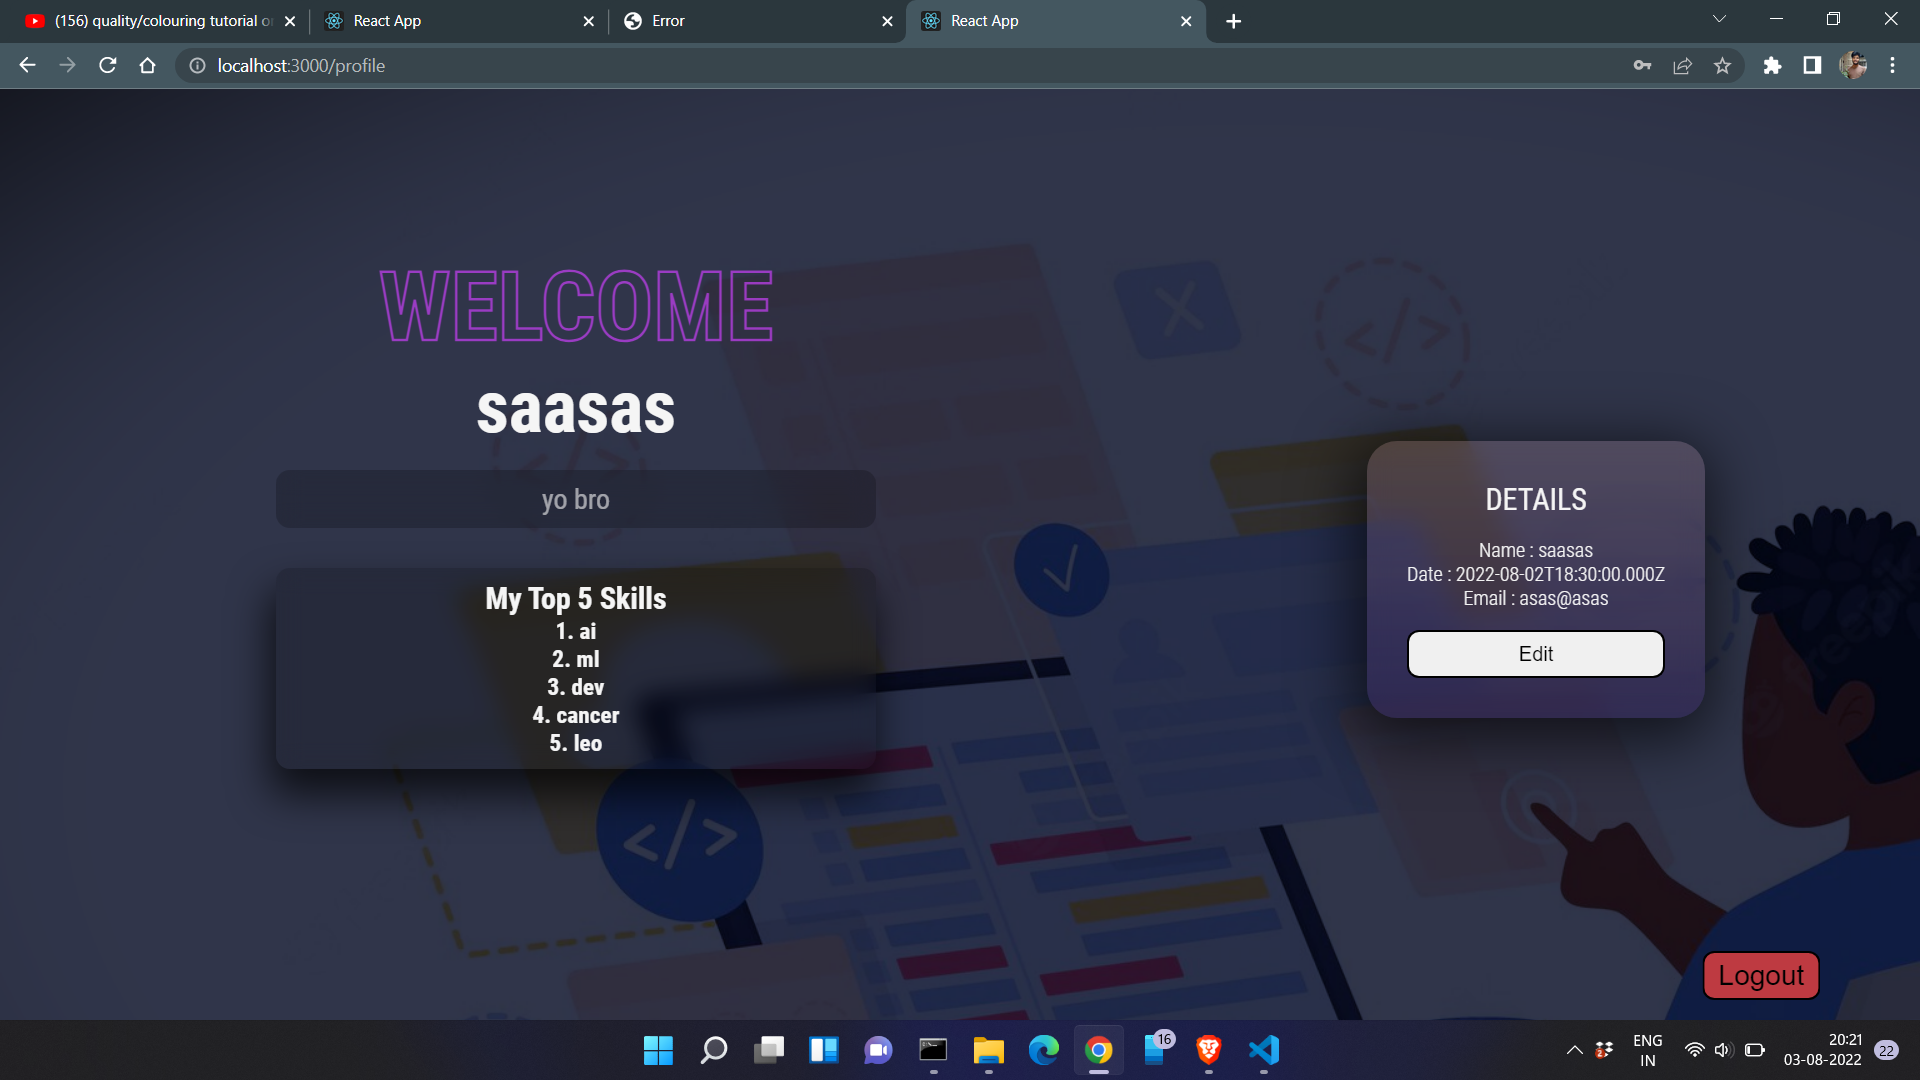 (156) quality/colouring tutorial o
React App
Error
React App
localhost:3000/profile
WELCOME
saasas
yo bro
My Top 5 Skills
1. ai
2. ml
3. dev
4. cancer
5. leo
DETAILS
Name : saasas
Date : 2022-08-02T18:30:00.000Z
Email : asas@asas
Edit
freepik
Logout
16
ENG
IN
20:21
03-08-2022
22